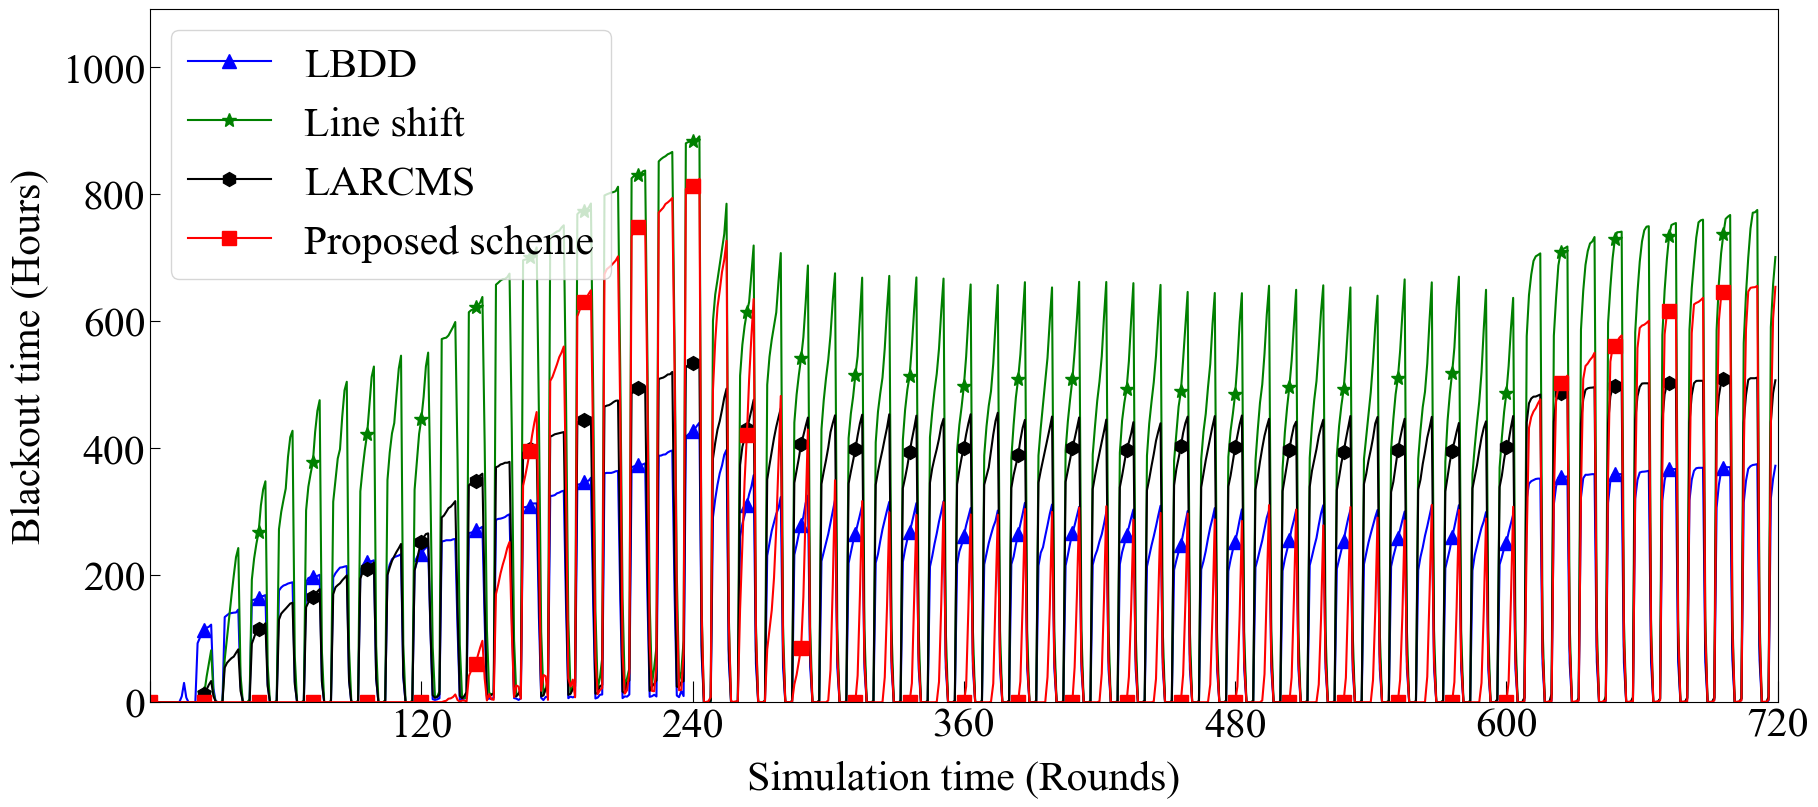 1000
800
600
400
200
0
Blackout time (Hours)
LBDD
Line shift
LARCMS
Proposed scheme
120 240 360 480 600 720
Simulation time (Rounds)